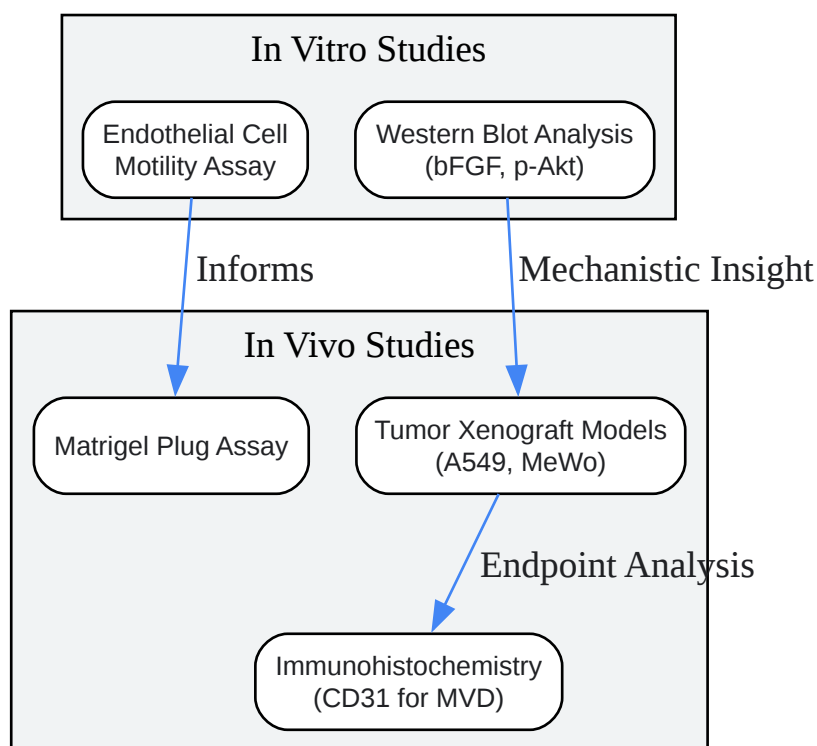 In Vitro Studies
Endothelial Cell
Motility Assay
Western Blot Analysis
(bFGF, p-Akt)
Informs
Mechanistic Insight
In Vivo Studies
Matrigel Plug Assay
Tumor Xenograft Models
(A549, MeWo)
Endpoint Analysis
Immunohistochemistry
(CD31 for MVD)